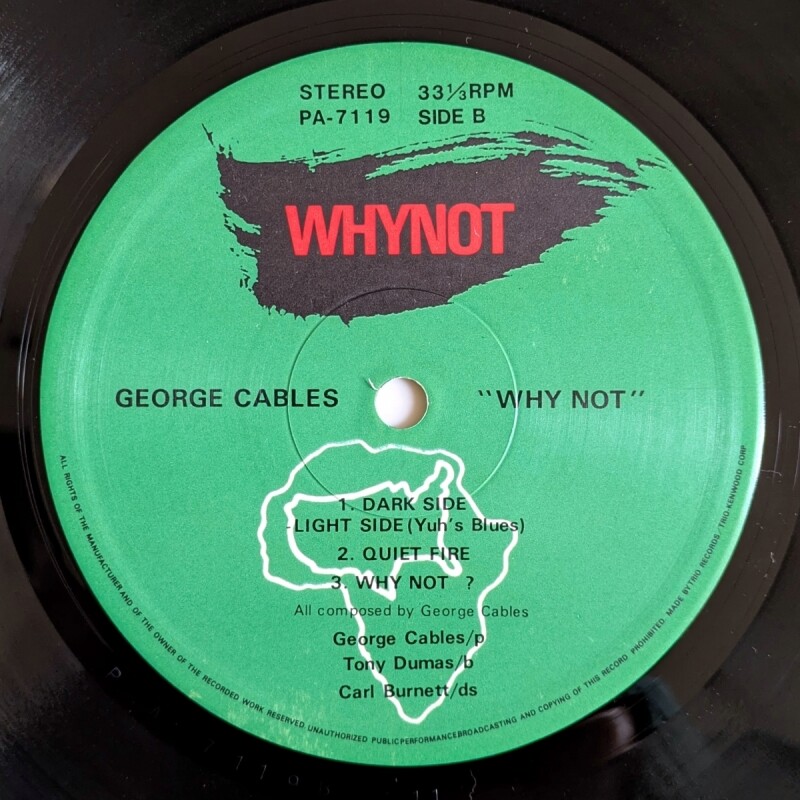 STEREO 33⅓RPM
PA-7119 SIDE B
WHYNOT
GEORGE CABLES "WHY NOT"
1. DARK SIDE
-LIGHT SIDE (Yuh's Blues)
2. QUIET FIRE
3. WHY NOT ?
All composed by George Cables
George Cables/p
Tony Dumas/b
Carl Burnett/ds
ALL RIGHTS OF THE MANUFACTURER AND OF THE OWNER OF THE RECORDED WORK RESERVED UNAUTHORIZED PUBLICPERFORMANCEBROADCASTING AND COPYING OF THIS RECORD PROHIBITED. MADE BY TRIO RECORDS/TRIO-KENWOOD CORP